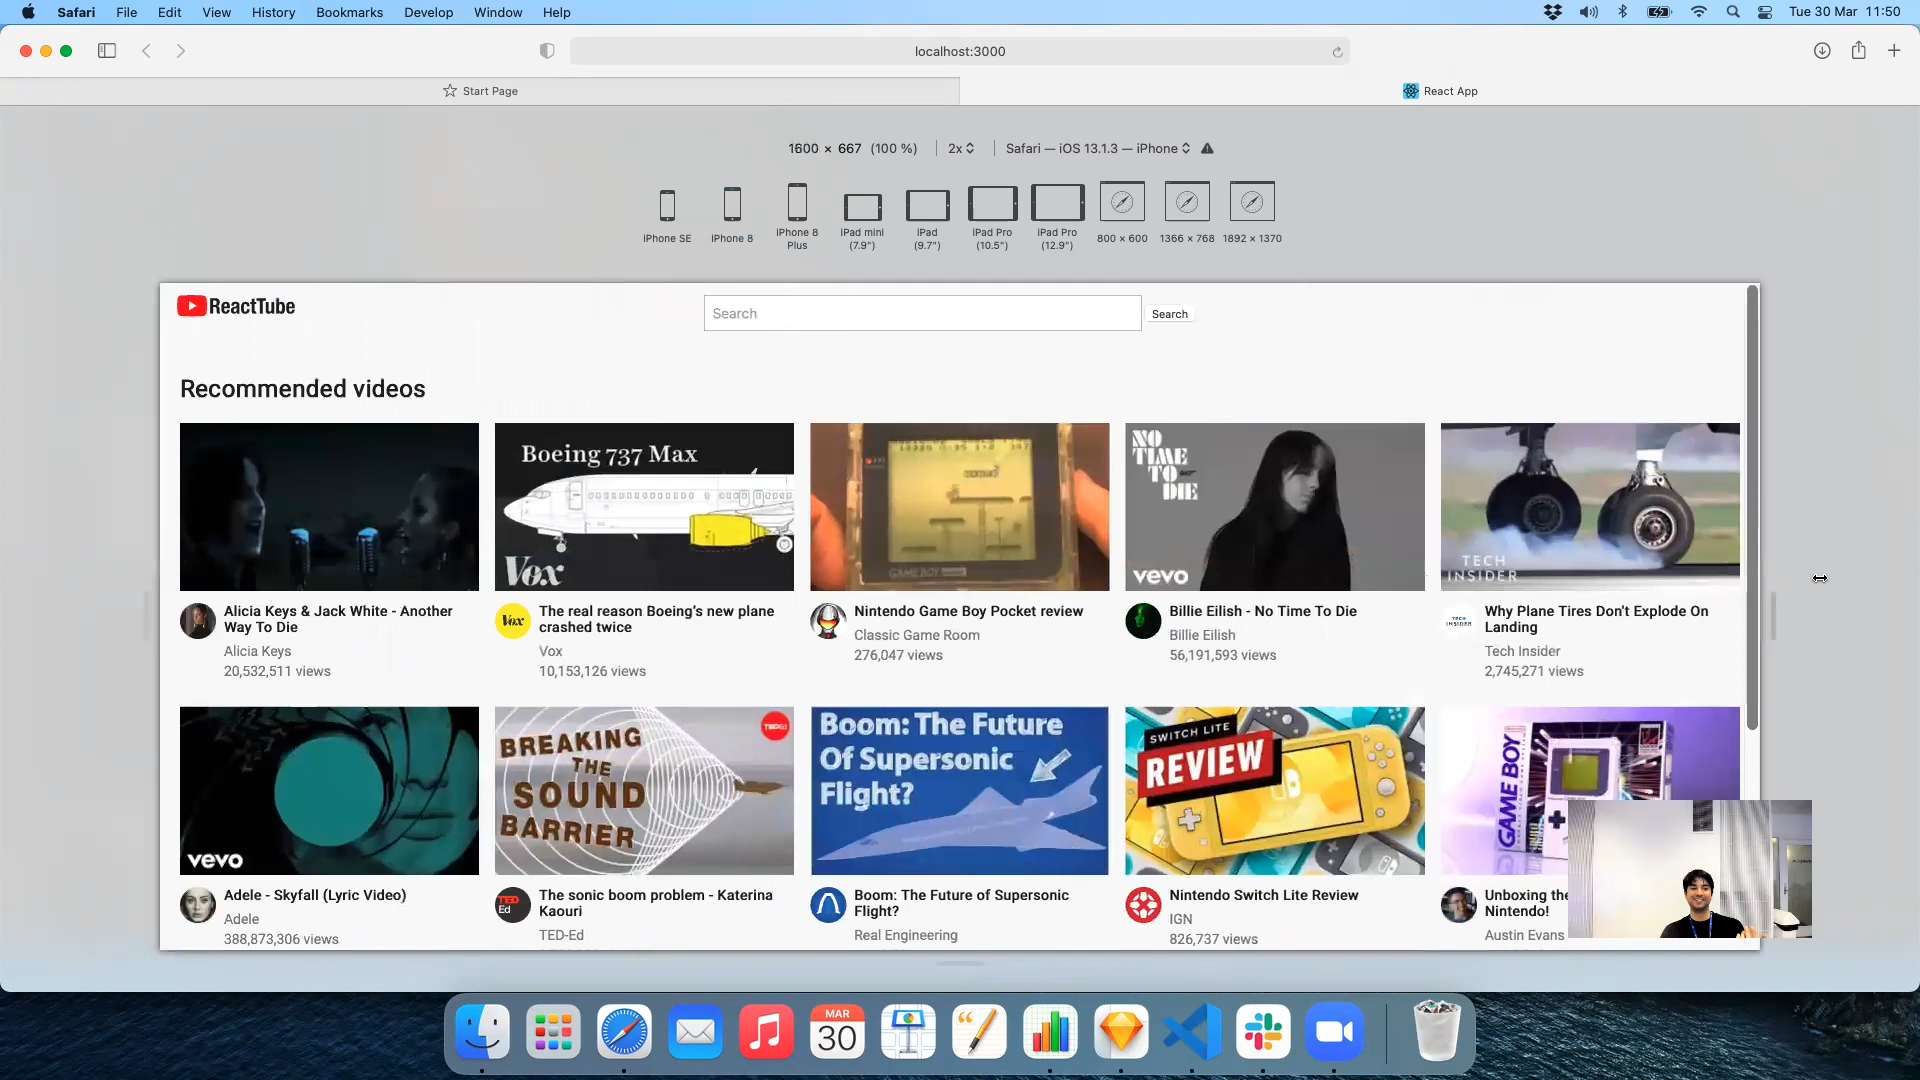 Safari File Edit View History Bookmarks Develop Window Help Tue 30 Mar 11:50
localhost:3000
Start Page
React App
1600 × 667 (100 %) 2x Safari — iOS 13.1.3 — iPhone
iPhone SE
iPhone 8
iPhone 8
Plus
iPad mini
(7.9")
iPad
(9.7")
iPad Pro
(10.5")
iPad Pro
(12.9")
800 × 600
1366 × 768
1892 × 1370
ReactTube
Search
Search
Recommended videos
Boeing 737 Max
Vox
GAME BOY
NO
TIME
TO
DIE
vevo
TECH
INSIDER
Alicia Keys & Jack White - Another
Way To Die
Alicia Keys
20,532,511 views
Vox
The real reason Boeing's new plane
crashed twice
Vox
10,153,126 views
Nintendo Game Boy Pocket review
Classic Game Room
276,047 views
Billie Eilish - No Time To Die
Billie Eilish
56,191,593 views
TECH
INSIDER
Why Plane Tires Don't Explode On
Landing
Tech Insider
2,745,271 views
vevo
BREAKING
THE
SOUND
BARRIER
Boom: The Future
Of Supersonic
Flight?
SWITCH LITE
REVIEW
GAME BOY
Adele - Skyfall (Lyric Video)
Adele
388,873,306 views
TED
Ed
The sonic boom problem - Katerina
Kaouri
TED-Ed
Boom: The Future of Supersonic
Flight?
Real Engineering
Nintendo Switch Lite Review
IGN
826,737 views
Unboxing the
Nintendo!
Austin Evans
MAR
30